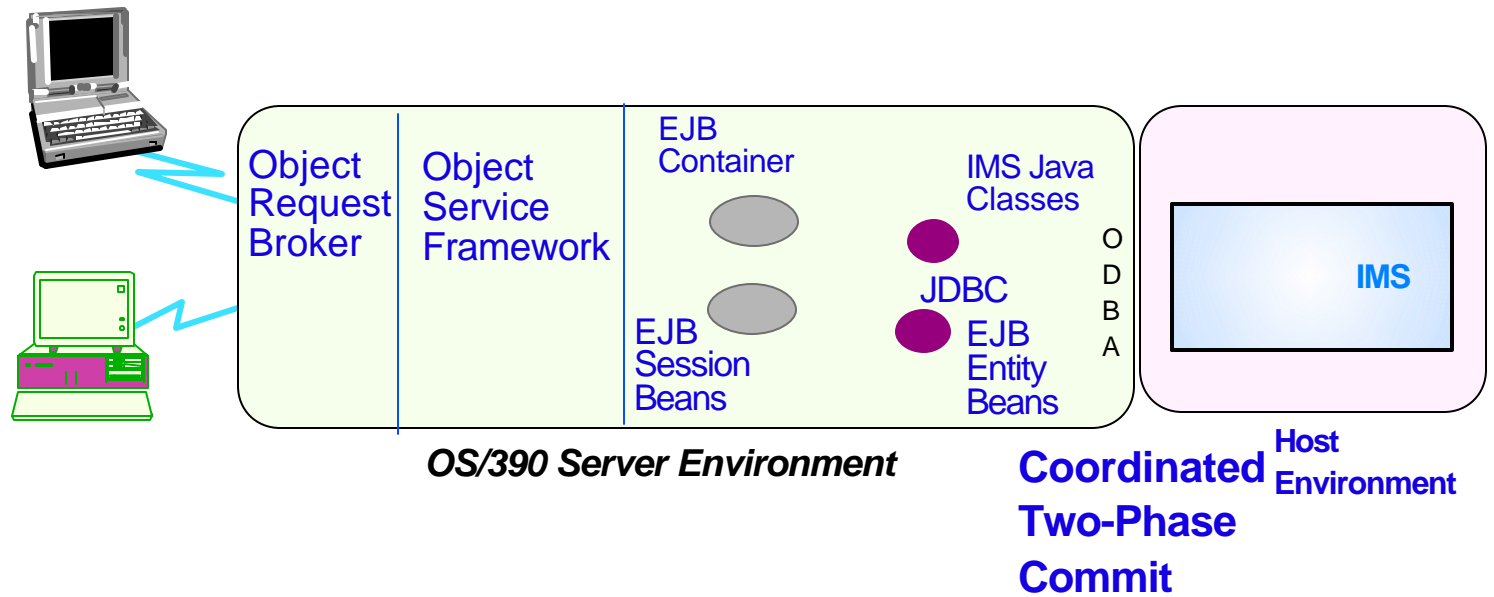 Object
Request
Broker
Object
Service
Framework
EJB
Container
EJB
Session
Beans
IMS Java
Classes
JDBC
EJB
Entity
Beans
O
D
B
A
IMS
OS/390 Server Environment
Coordinated
Two-Phase
Commit
Host
Environment